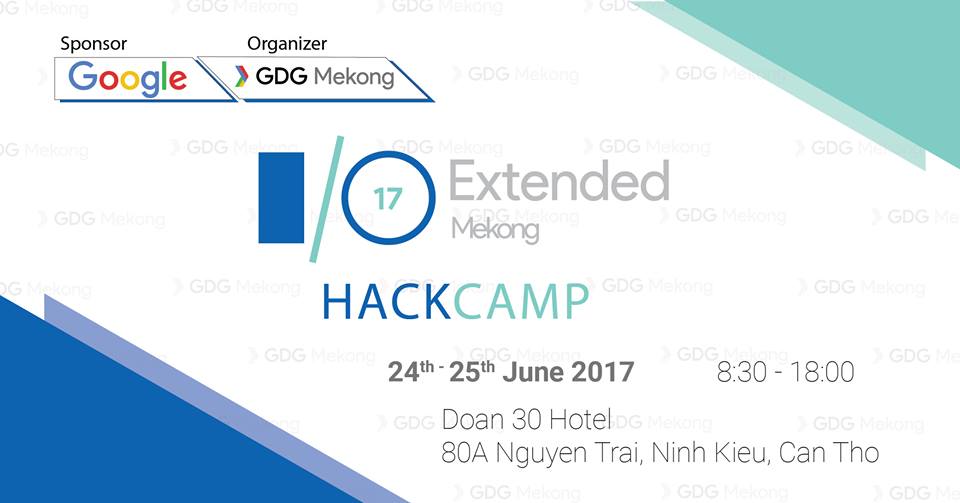 Sponsor Organizer
Google GDG Mekong
I/O 17 Extended
Mekong
HACKCAMP
24th - 25th June 2017 8:30 - 18:00
Doan 30 Hotel
80A Nguyen Trai, Ninh Kieu, Can Tho